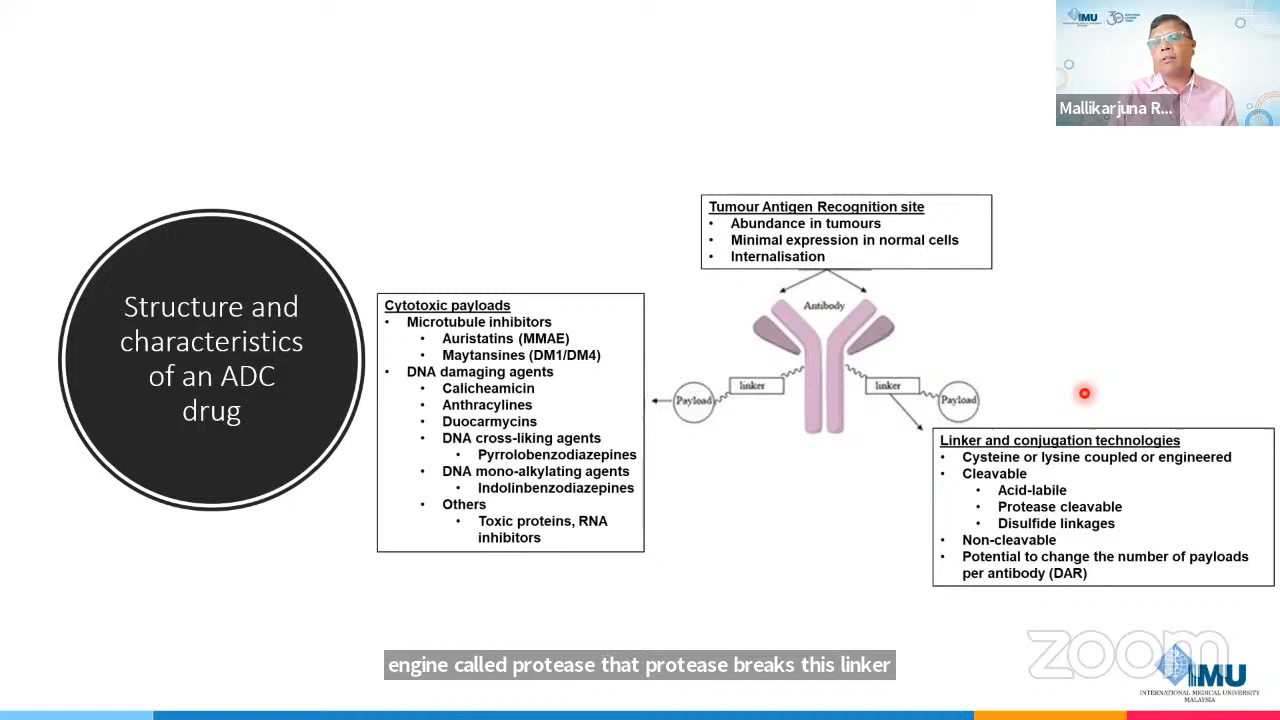 IMU
Mallikarjuna R...
Structure and
characteristics
of an ADC
drug
Tumour Antigen Recognition site
• Abundance in tumours
• Minimal expression in normal cells
• Internalisation
Antibody
linker
linker
Payload
Payload
Cytotoxic payloads
• Microtubule inhibitors
• Auristatins (MMAE)
• Maytansines (DM1/DM4)
• DNA damaging agents
• Calicheamicin
• Anthracylines
• Duocarmycins
• DNA cross-liking agents
• Pyrrolobenzodiazepines
• DNA mono-alkylating agents
• Indolinbenzodiazepines
• Others
• Toxic proteins, RNA
inhibitors
Linker and conjugation technologies
• Cysteine or lysine coupled or engineered
• Cleavable
• Acid-labile
• Protease cleavable
• Disulfide linkages
• Non-cleavable
• Potential to change the number of payloads
per antibody (DAR)
engine called protease that protease breaks this linker
zoom
IMU
INTERNATIONAL MEDICAL UNIVERSITY
MALAYSIA